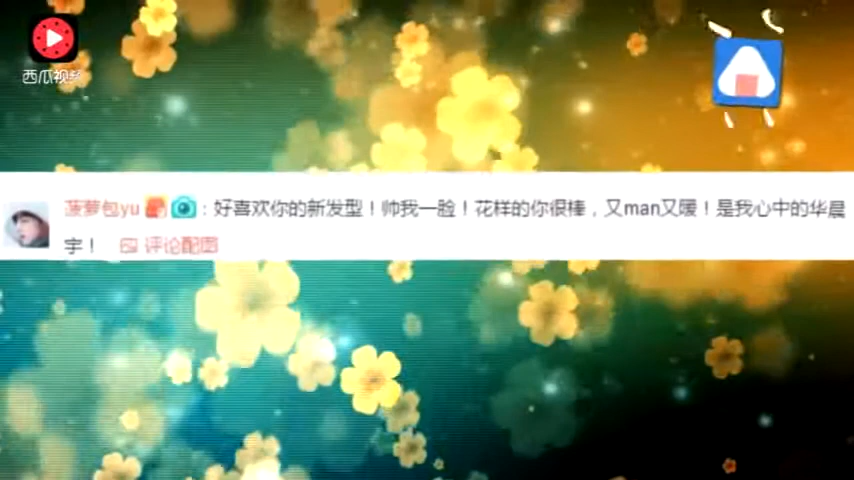 西瓜视频
菠萝包yu：好喜欢你的新发型！帅我一脸！花样的你很棒，又man又暖！是我心中的华晨
宇！ 评论配图